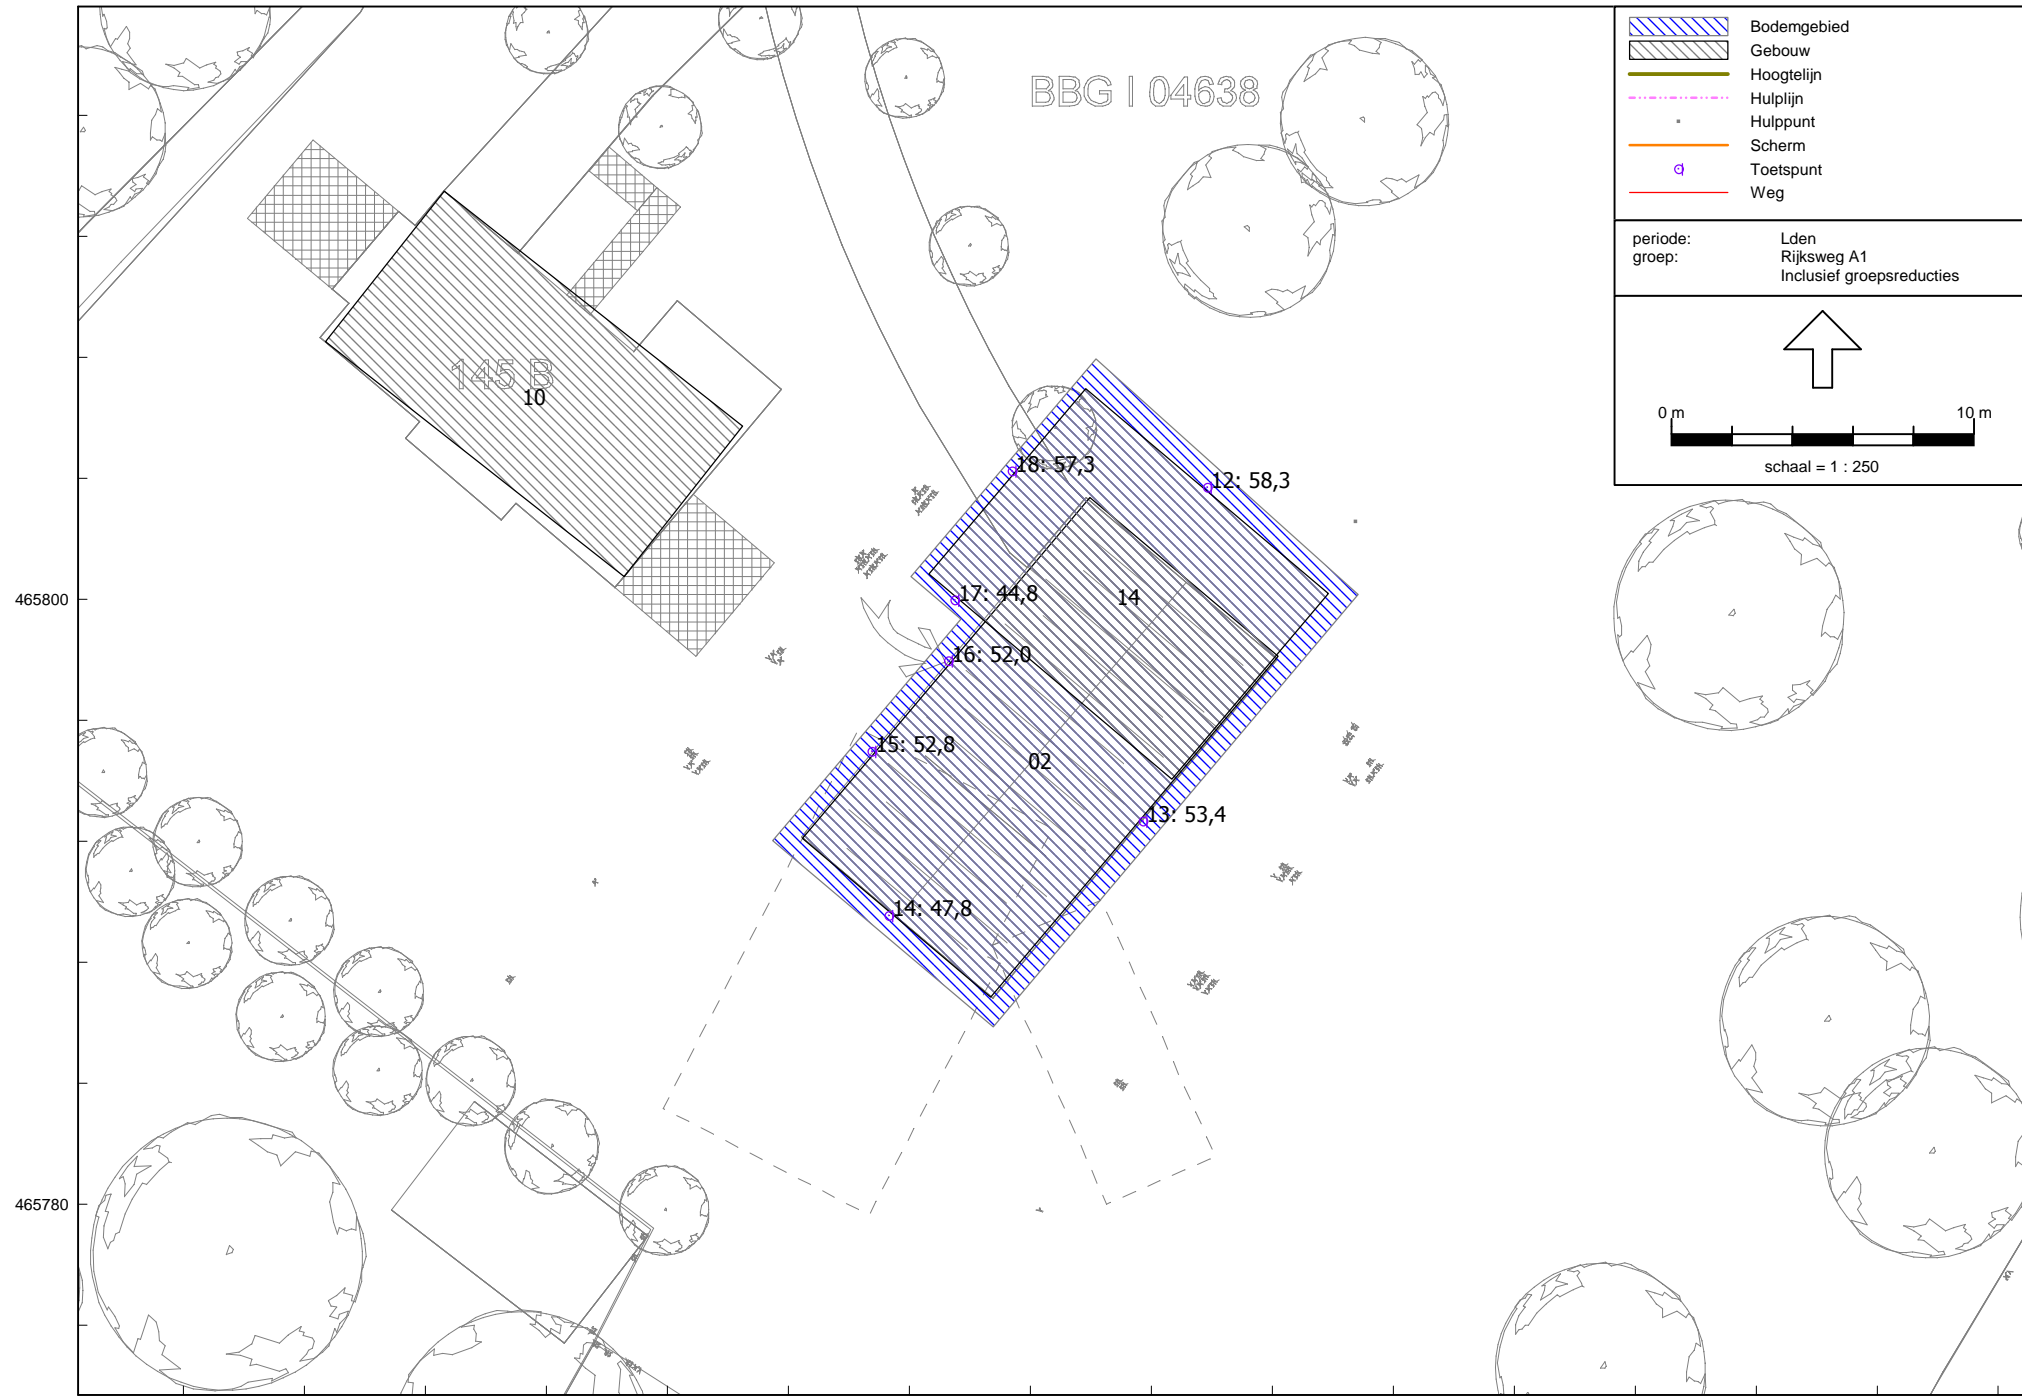 BBG I 04638
Bodemgebied
Gebouw
Hoogtelijn
Hulplijn
Hulppunt
Scherm
Toetspunt
Weg
periode: Lden
groep: Rijksweg A1
Inclusief groepsreducties
0 m 10 m
schaal = 1 : 250
145 B
10
18: 57,3
12: 58,3
17: 44,8
14
16: 52,0
15: 52,8
02
13: 53,4
14: 47,8
465800
465780